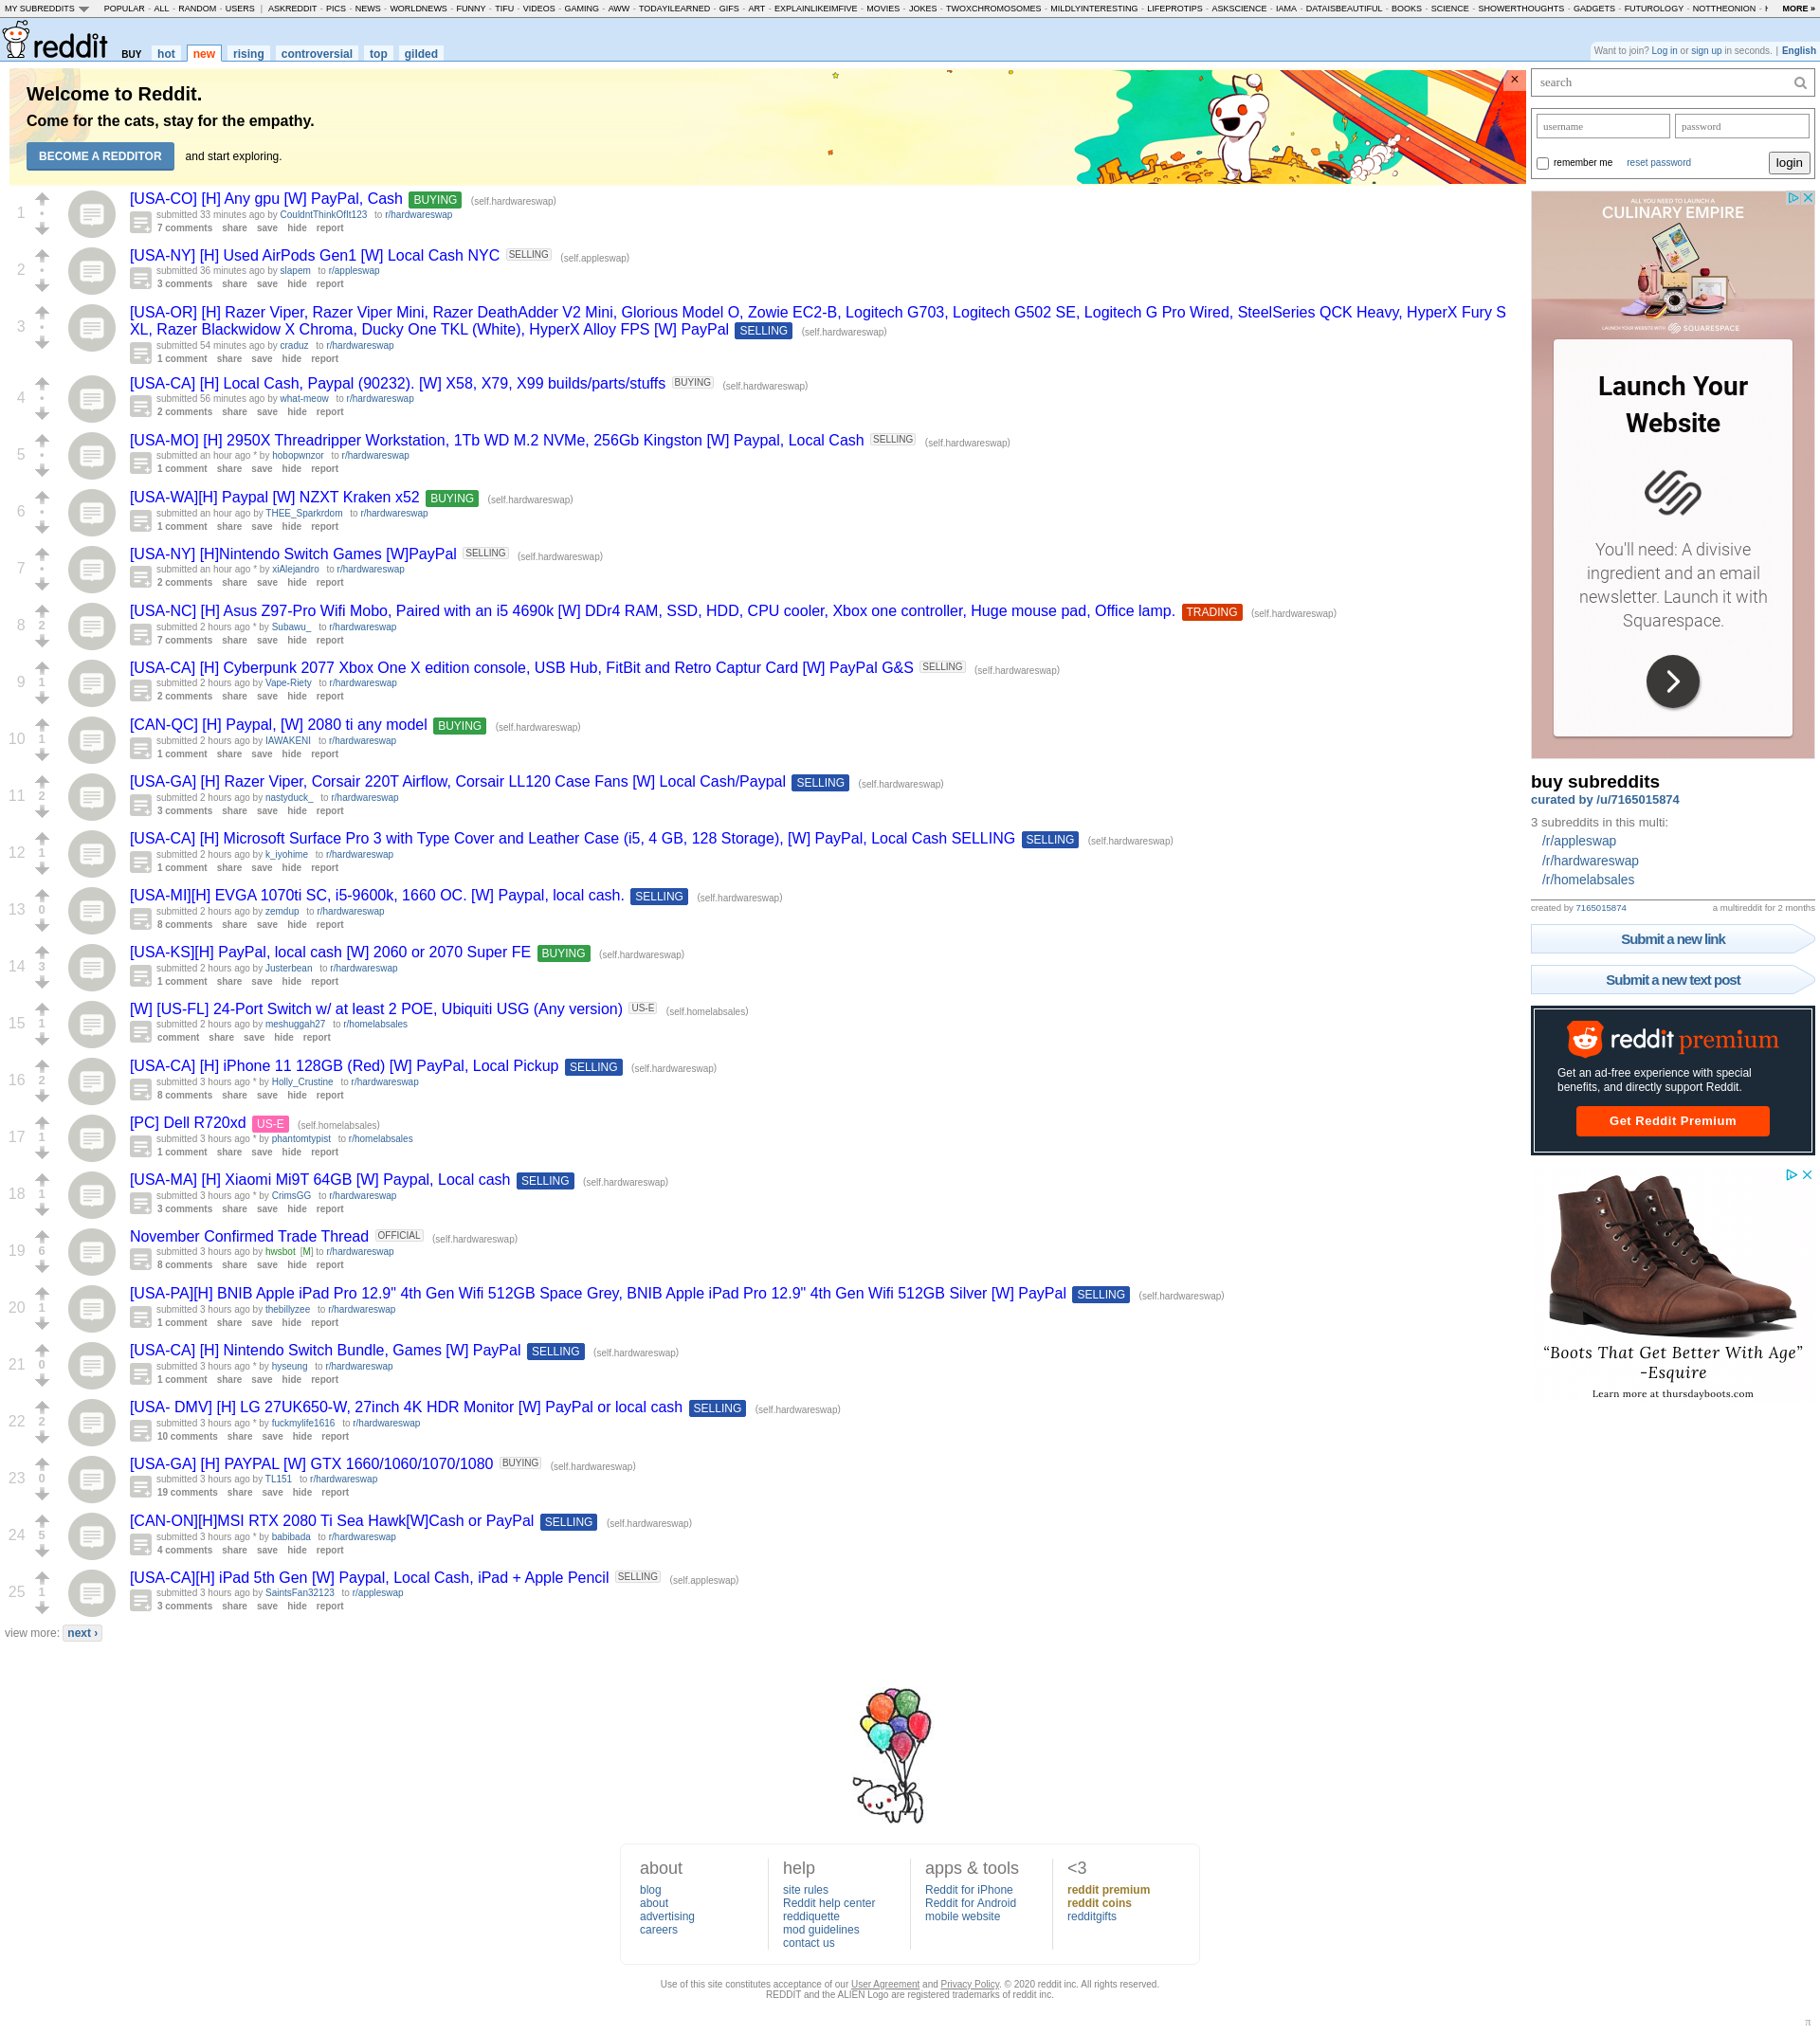 MY SUBREDDITS POPULAR - ALL - RANDOM - USERS | ASKREDDIT - PICS - NEWS - WORLDNEWS - FUNNY - TIFU - VIDEOS - GAMING - AWW - TODAYILEARNED - GIFS - ART - EXPLAINLIKEIMFIVE - MOVIES - JOKES - TWOXCHROMOSOMES - MILDLYINTERESTING - LIFEPROTIPS - ASKSCIENCE - IAMA - DATAISBEAUTIFUL - BOOKS - SCIENCE - SHOWERTHOUGHTS - GADGETS - FUTUROLOGY - NOTTHEONION - MORE »
reddit BUY hot new rising controversial top gilded
Want to join? Log in or sign up in seconds. | English
Welcome to Reddit.
Come for the cats, stay for the empathy.
BECOME A REDDITOR and start exploring.
×
1
[USA-CO] [H] Any gpu [W] PayPal, Cash BUYING (self.hardwareswap)
submitted 33 minutes ago by CouldntThinkOfIt123 to r/hardwareswap
7 comments share save hide report
2
[USA-NY] [H] Used AirPods Gen1 [W] Local Cash NYC SELLING (self.appleswap)
submitted 36 minutes ago by slapem to r/appleswap
3 comments share save hide report
3
[USA-OR] [H] Razer Viper, Razer Viper Mini, Razer DeathAdder V2 Mini, Glorious Model O, Zowie EC2-B, Logitech G703, Logitech G502 SE, Logitech G Pro Wired, SteelSeries QCK Heavy, HyperX Fury S
XL, Razer Blackwidow X Chroma, Ducky One TKL (White), HyperX Alloy FPS [W] PayPal SELLING (self.hardwareswap)
submitted 54 minutes ago by craduz to r/hardwareswap
1 comment share save hide report
4
[USA-CA] [H] Local Cash, Paypal (90232). [W] X58, X79, X99 builds/parts/stuffs BUYING (self.hardwareswap)
submitted 56 minutes ago by what-meow to r/hardwareswap
2 comments share save hide report
5
[USA-MO] [H] 2950X Threadripper Workstation, 1Tb WD M.2 NVMe, 256Gb Kingston [W] Paypal, Local Cash SELLING (self.hardwareswap)
submitted an hour ago * by hobopwnzor to r/hardwareswap
1 comment share save hide report
6
[USA-WA][H] Paypal [W] NZXT Kraken x52 BUYING (self.hardwareswap)
submitted an hour ago by THEE_Sparkrdom to r/hardwareswap
1 comment share save hide report
7
[USA-NY] [H]Nintendo Switch Games [W]PayPal SELLING (self.hardwareswap)
submitted an hour ago * by xiAlejandro to r/hardwareswap
2 comments share save hide report
8 2
[USA-NC] [H] Asus Z97-Pro Wifi Mobo, Paired with an i5 4690k [W] DDr4 RAM, SSD, HDD, CPU cooler, Xbox one controller, Huge mouse pad, Office lamp. TRADING (self.hardwareswap)
submitted 2 hours ago * by Subawu_ to r/hardwareswap
7 comments share save hide report
9 1
[USA-CA] [H] Cyberpunk 2077 Xbox One X edition console, USB Hub, FitBit and Retro Captur Card [W] PayPal G&S SELLING (self.hardwareswap)
submitted 2 hours ago by Vape-Riety to r/hardwareswap
2 comments share save hide report
10 1
[CAN-QC] [H] Paypal, [W] 2080 ti any model BUYING (self.hardwareswap)
submitted 2 hours ago by IAWAKENI to r/hardwareswap
1 comment share save hide report
11 2
[USA-GA] [H] Razer Viper, Corsair 220T Airflow, Corsair LL120 Case Fans [W] Local Cash/Paypal SELLING (self.hardwareswap)
submitted 2 hours ago by nastyduck_ to r/hardwareswap
3 comments share save hide report
12 1
[USA-CA] [H] Microsoft Surface Pro 3 with Type Cover and Leather Case (i5, 4 GB, 128 Storage), [W] PayPal, Local Cash SELLING SELLING (self.hardwareswap)
submitted 2 hours ago by k_iyohime to r/hardwareswap
1 comment share save hide report
13 0
[USA-MI][H] EVGA 1070ti SC, i5-9600k, 1660 OC. [W] Paypal, local cash. SELLING (self.hardwareswap)
submitted 2 hours ago by zemdup to r/hardwareswap
8 comments share save hide report
14 3
[USA-KS][H] PayPal, local cash [W] 2060 or 2070 Super FE BUYING (self.hardwareswap)
submitted 2 hours ago by Justerbean to r/hardwareswap
1 comment share save hide report
15 1
[W] [US-FL] 24-Port Switch w/ at least 2 POE, Ubiquiti USG (Any version) US-E (self.homelabsales)
submitted 2 hours ago by meshuggah27 to r/homelabsales
comment share save hide report
16 2
[USA-CA] [H] iPhone 11 128GB (Red) [W] PayPal, Local Pickup SELLING (self.hardwareswap)
submitted 3 hours ago * by Holly_Crustine to r/hardwareswap
8 comments share save hide report
17 1
[PC] Dell R720xd US-E (self.homelabsales)
submitted 3 hours ago * by phantomtypist to r/homelabsales
1 comment share save hide report
18 1
[USA-MA] [H] Xiaomi Mi9T 64GB [W] Paypal, Local cash SELLING (self.hardwareswap)
submitted 3 hours ago * by CrimsGG to r/hardwareswap
3 comments share save hide report
19 6
November Confirmed Trade Thread OFFICIAL (self.hardwareswap)
submitted 3 hours ago by hwsbot [M] to r/hardwareswap
8 comments share save hide report
20 1
[USA-PA][H] BNIB Apple iPad Pro 12.9" 4th Gen Wifi 512GB Space Grey, BNIB Apple iPad Pro 12.9" 4th Gen Wifi 512GB Silver [W] PayPal SELLING (self.hardwareswap)
submitted 3 hours ago by thebillyzee to r/hardwareswap
1 comment share save hide report
21 0
[USA-CA] [H] Nintendo Switch Bundle, Games [W] PayPal SELLING (self.hardwareswap)
submitted 3 hours ago * by hyseung to r/hardwareswap
1 comment share save hide report
22 2
[USA- DMV] [H] LG 27UK650-W, 27inch 4K HDR Monitor [W] PayPal or local cash SELLING (self.hardwareswap)
submitted 3 hours ago * by fuckmylife1616 to r/hardwareswap
10 comments share save hide report
23 0
[USA-GA] [H] PAYPAL [W] GTX 1660/1060/1070/1080 BUYING (self.hardwareswap)
submitted 3 hours ago by TL151 to r/hardwareswap
19 comments share save hide report
24 5
[CAN-ON][H]MSI RTX 2080 Ti Sea Hawk[W]Cash or PayPal SELLING (self.hardwareswap)
submitted 3 hours ago * by babibada to r/hardwareswap
4 comments share save hide report
25 1
[USA-CA][H] iPad 5th Gen [W] Paypal, Local Cash, iPad + Apple Pencil SELLING (self.appleswap)
submitted 3 hours ago by SaintsFan32123 to r/appleswap
3 comments share save hide report
view more: next ›
search
username password
remember me reset password login
ALL YOU NEED TO LAUNCH A
CULINARY EMPIRE
LAUNCH YOUR WEBSITE WITH SQUARESPACE
Launch Your
Website
You'll need: A divisive
ingredient and an email
newsletter. Launch it with
Squarespace.
buy subreddits
curated by /u/7165015874
3 subreddits in this multi:
/r/appleswap
/r/hardwareswap
/r/homelabsales
created by 7165015874 a multireddit for 2 months
Submit a new link
Submit a new text post
reddit premium
Get an ad-free experience with special
benefits, and directly support Reddit.
Get Reddit Premium
“Boots That Get Better With Age”
-Esquire
Learn more at thursdayboots.com
about
blog
about
advertising
careers
help
site rules
Reddit help center
reddiquette
mod guidelines
contact us
apps & tools
Reddit for iPhone
Reddit for Android
mobile website
<3
reddit premium
reddit coins
redditgifts
Use of this site constitutes acceptance of our User Agreement and Privacy Policy. © 2020 reddit inc. All rights reserved.
REDDIT and the ALIEN Logo are registered trademarks of reddit inc.
π